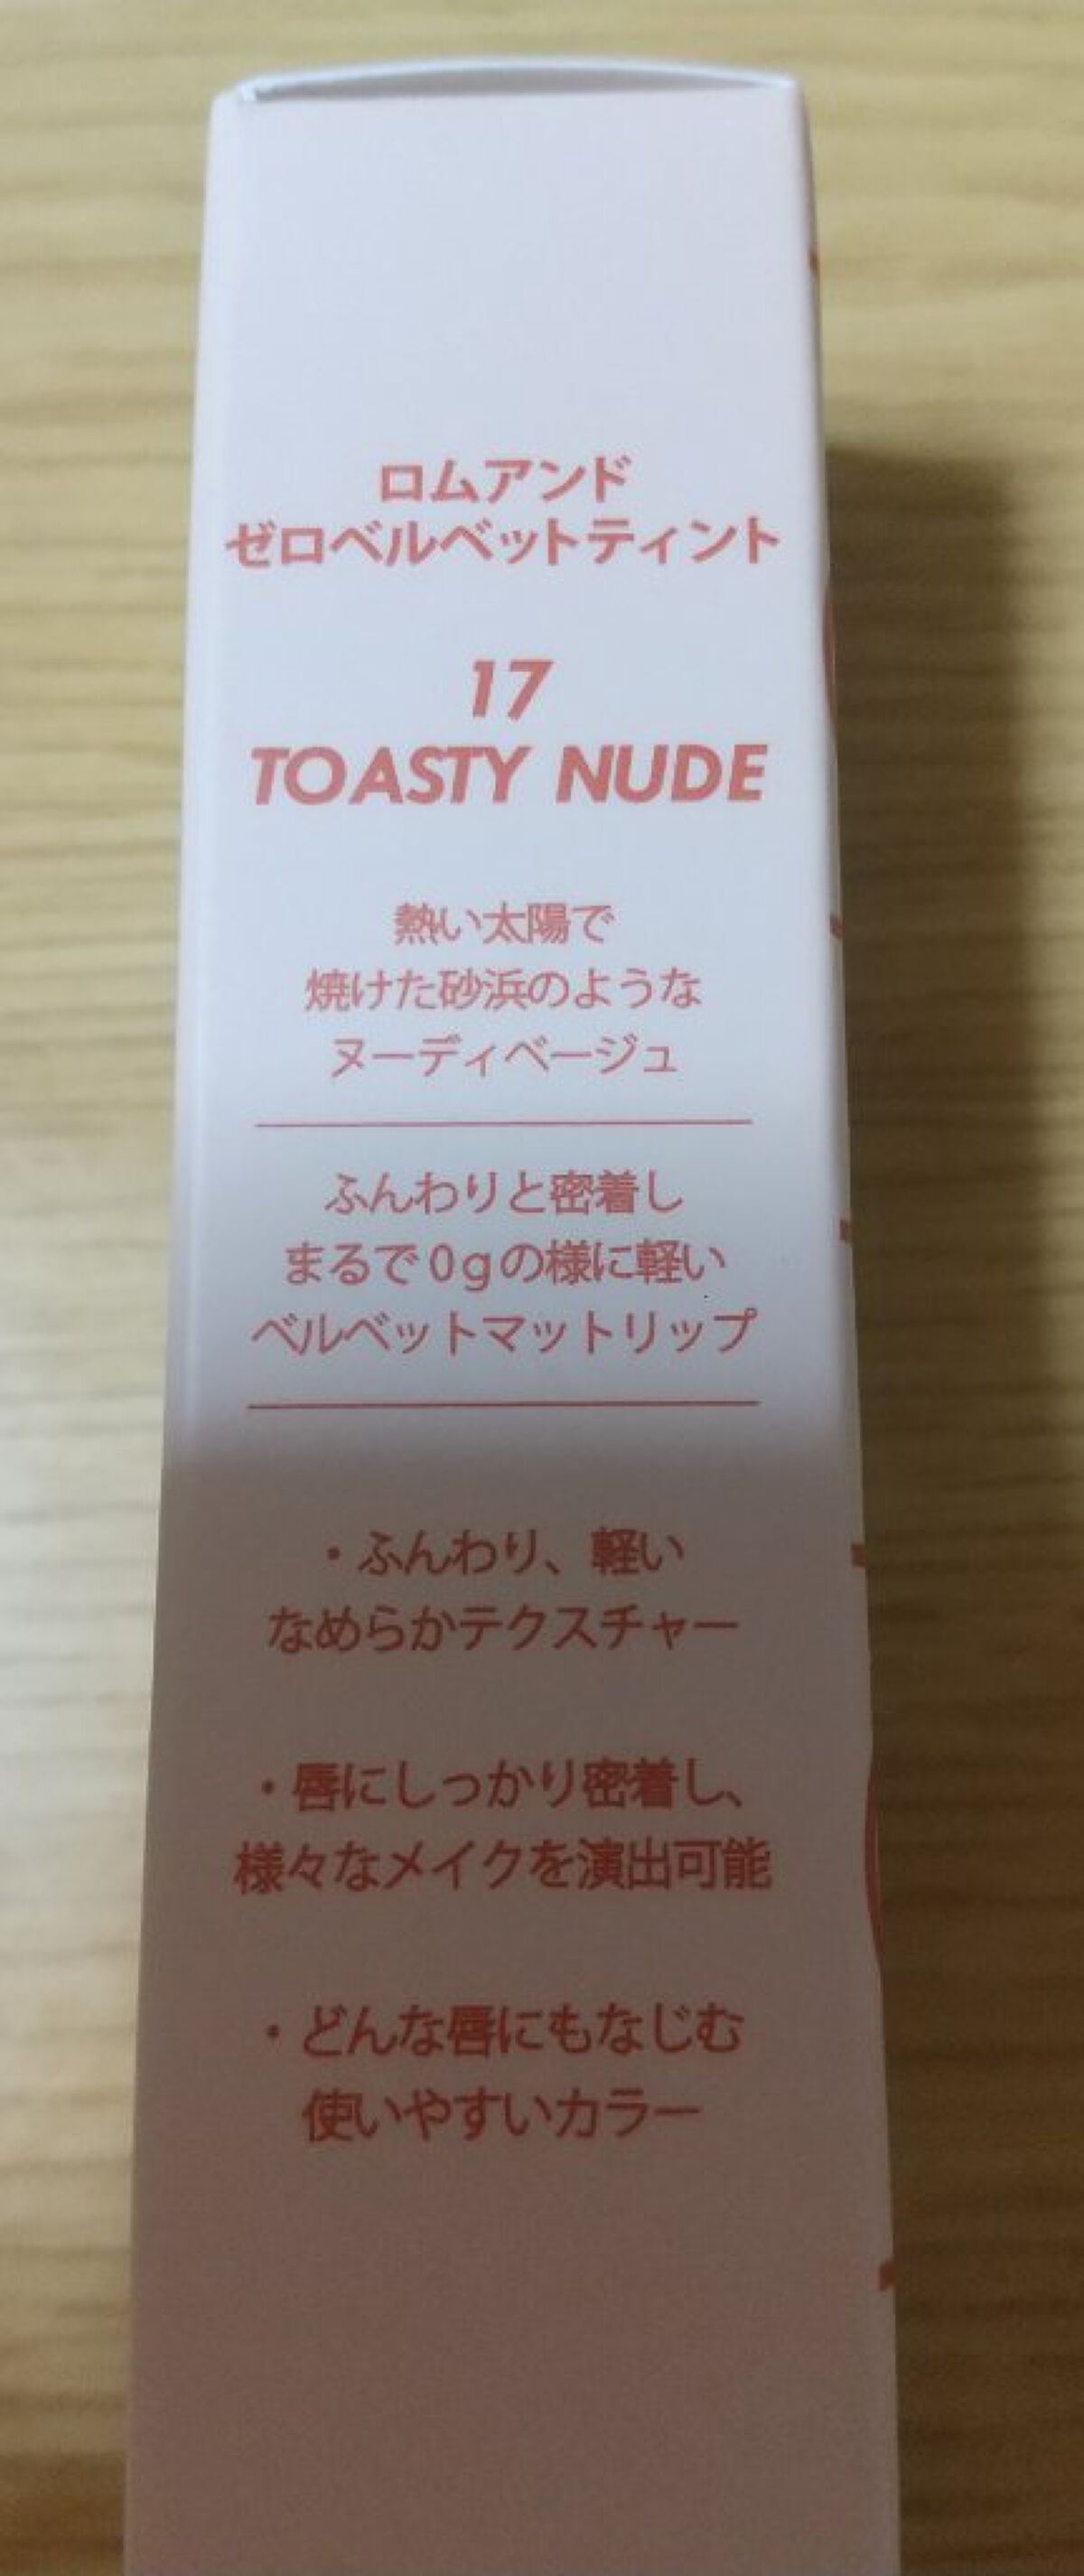 ロムアンド
ゼロベルベットティント
17
TOASTY NUDE
熱い太陽で
焼けた砂浜のような
ヌーディベージュ
ふんわりと密着し
まるで0gの様に軽い
ベルベットマットリップ
・ふんわり、軽い
なめらかテクスチャー
・唇にしっかり密着し、
様々なメイクを演出可能
・どんな唇にもなじむ
使いやすいカラー